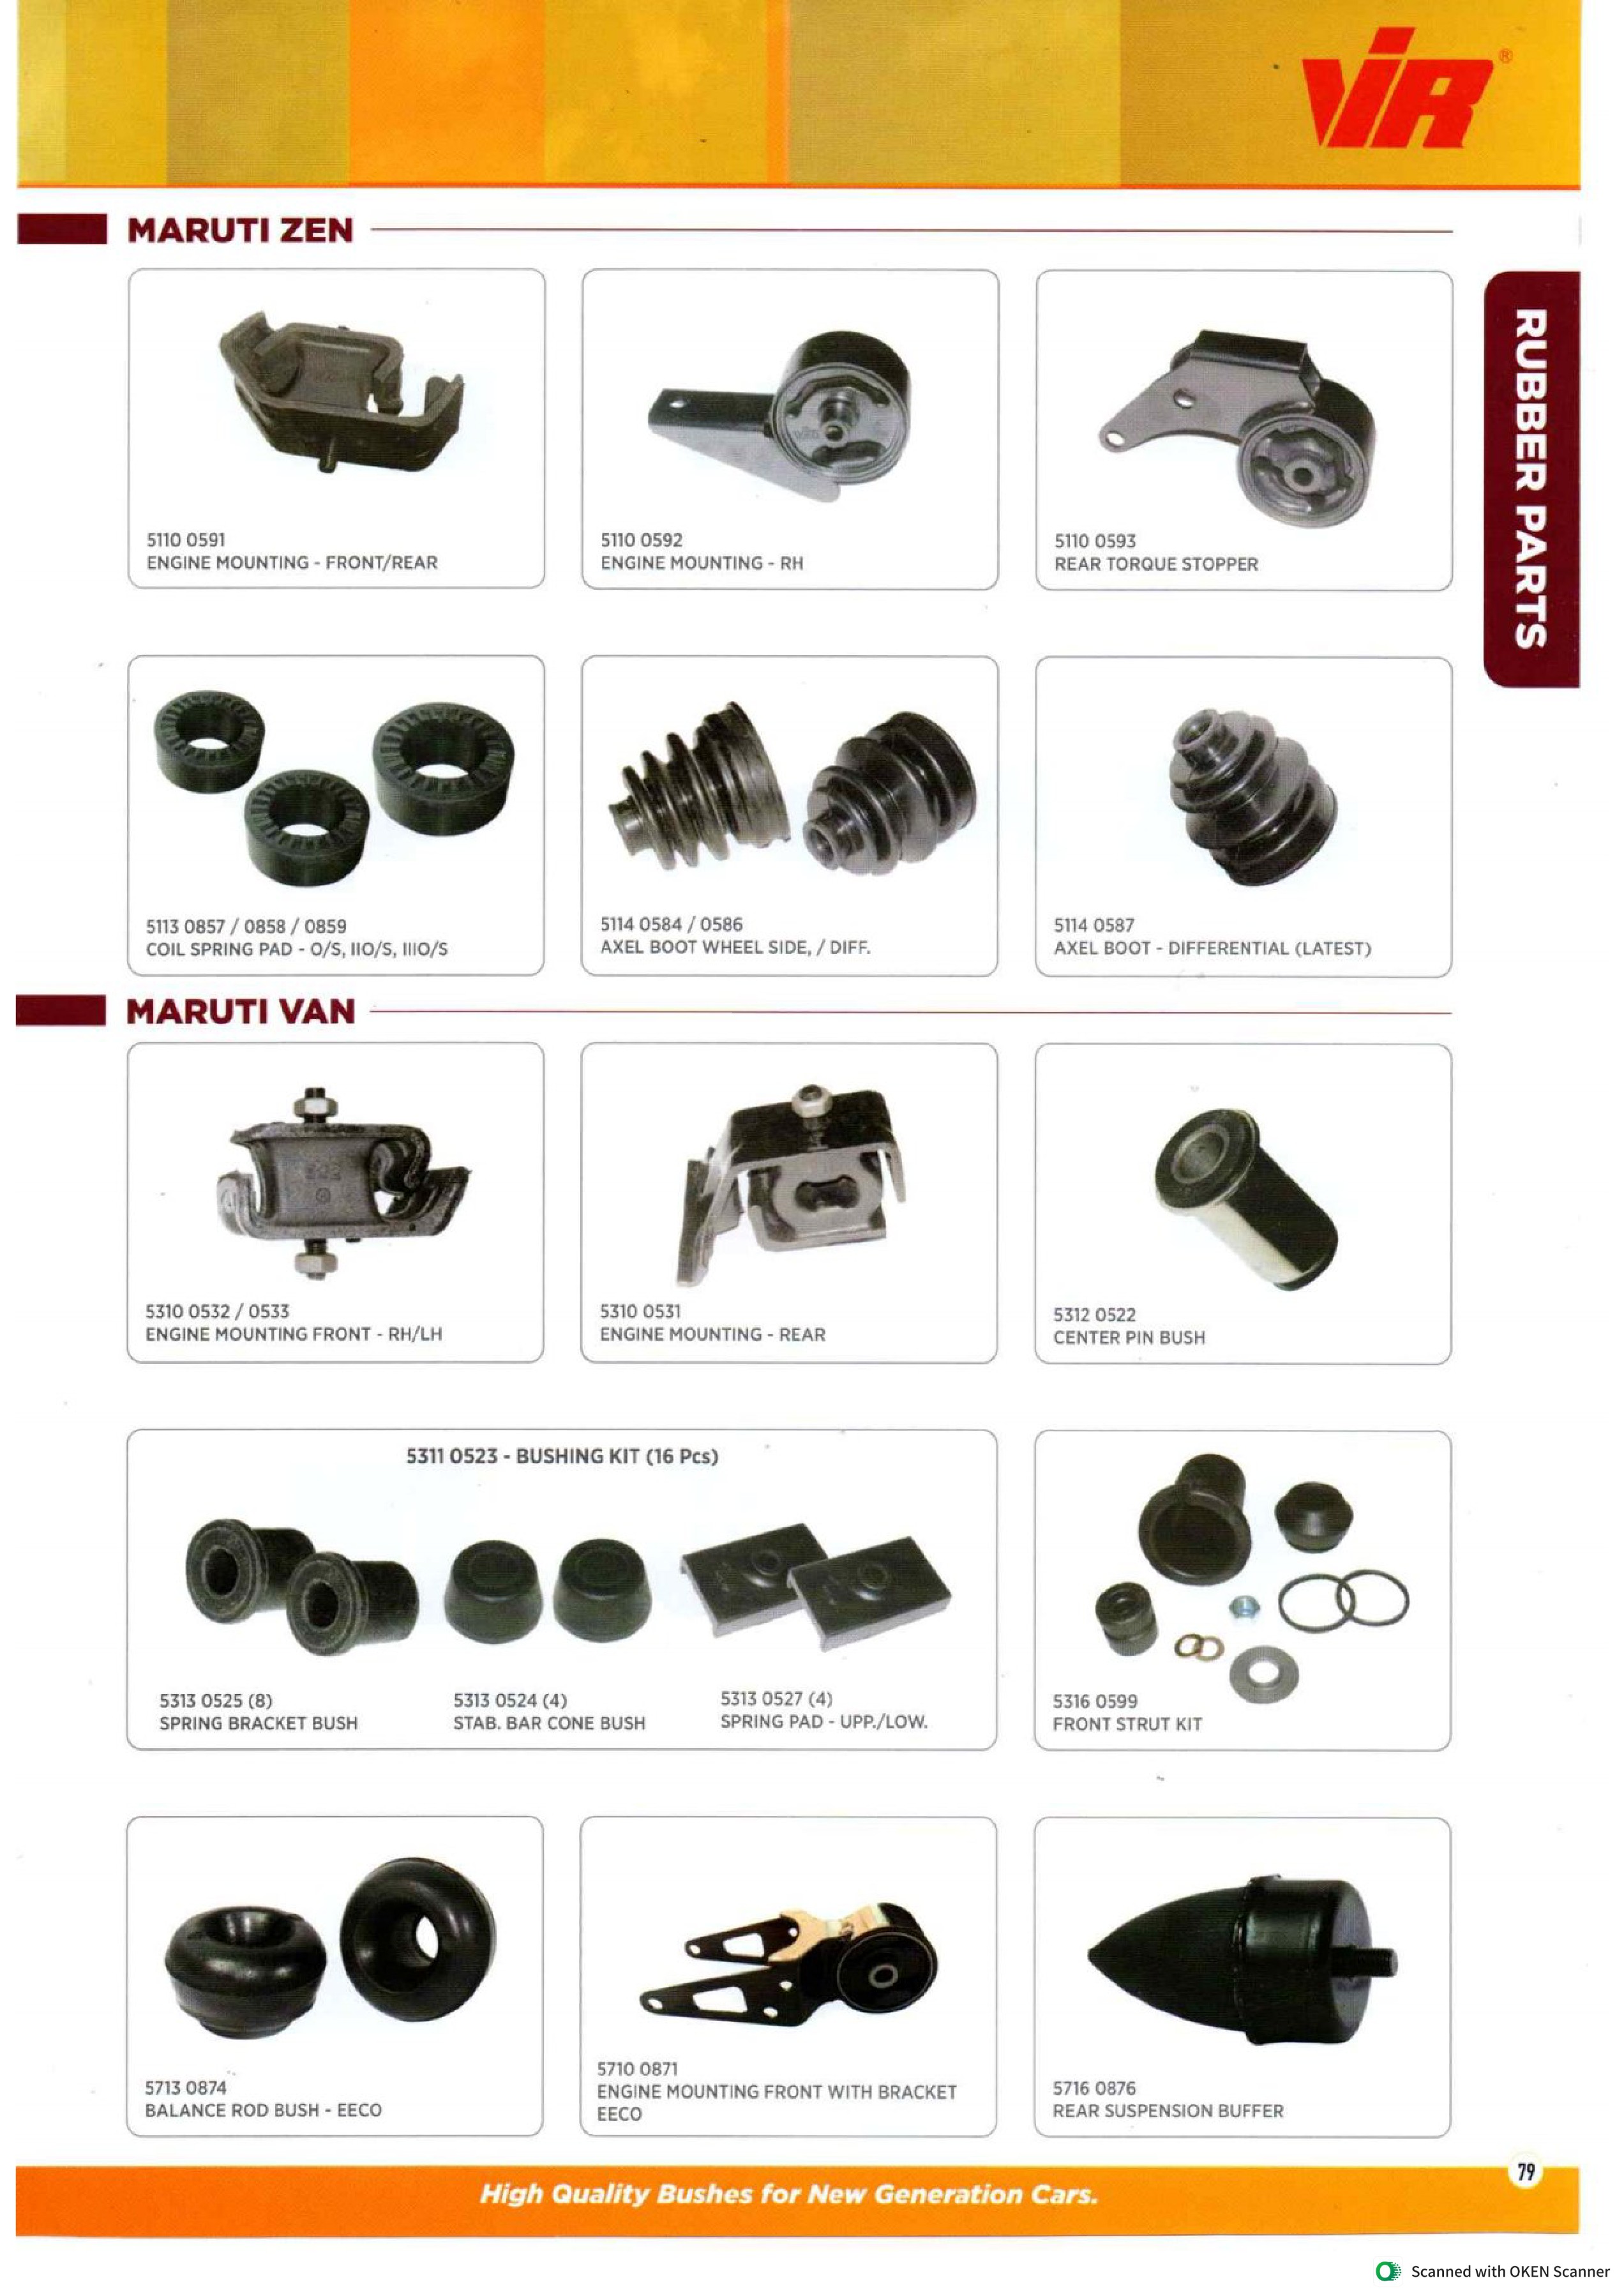 VIR®
MARUTI ZEN
RUBBER PARTS
5110 0591
ENGINE MOUNTING - FRONT/REAR
5110 0592
ENGINE MOUNTING - RH
5110 0593
REAR TORQUE STOPPER
5113 0857 / 0858 / 0859
COIL SPRING PAD - O/S, IIO/S, IIIO/S
5114 0584 / 0586
AXEL BOOT WHEEL SIDE, / DIFF.
5114 0587
AXEL BOOT - DIFFERENTIAL (LATEST)
MARUTI VAN
5310 0532 / 0533
ENGINE MOUNTING FRONT - RH/LH
5310 0531
ENGINE MOUNTING - REAR
5312 0522
CENTER PIN BUSH
5311 0523 - BUSHING KIT (16 Pcs)
5313 0525 (8)
SPRING BRACKET BUSH
5313 0524 (4)
STAB. BAR CONE BUSH
5313 0527 (4)
SPRING PAD - UPP./LOW.
5316 0599
FRONT STRUT KIT
5713 0874
BALANCE ROD BUSH - EECO
5710 0871
ENGINE MOUNTING FRONT WITH BRACKET
EECO
5716 0876
REAR SUSPENSION BUFFER
79
High Quality Bushes for New Generation Cars.
Scanned with OKEN Scanner